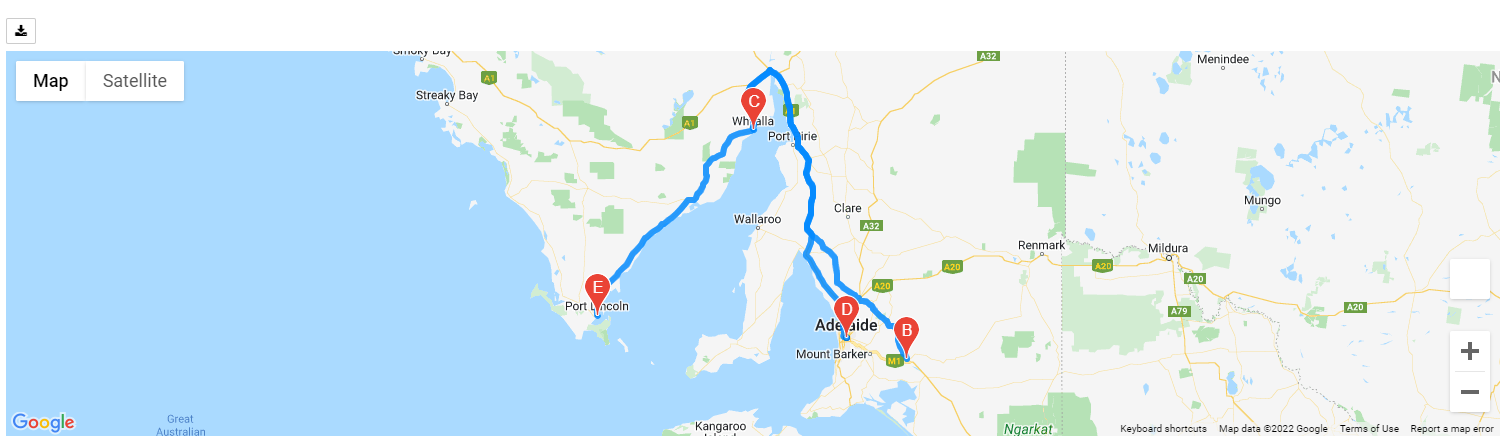 Smoky Bay
A32
Menindee
Map
Satellite
A1
Streaky Bay
C
A1
A1
Whyalla
Port Pirie
Clare
Mungo
Wallaroo
A32
Renmark
Mildura
A20
A20
A20
E
A20
Port Lincoln
D
A79
A20
Adelaide
B
Mount Barker
M1
Google
Great
Australian
Kangaroo
Island
Ngarkat
Keyboard shortcuts
Map data ©2022 Google
Terms of Use
Report a map error